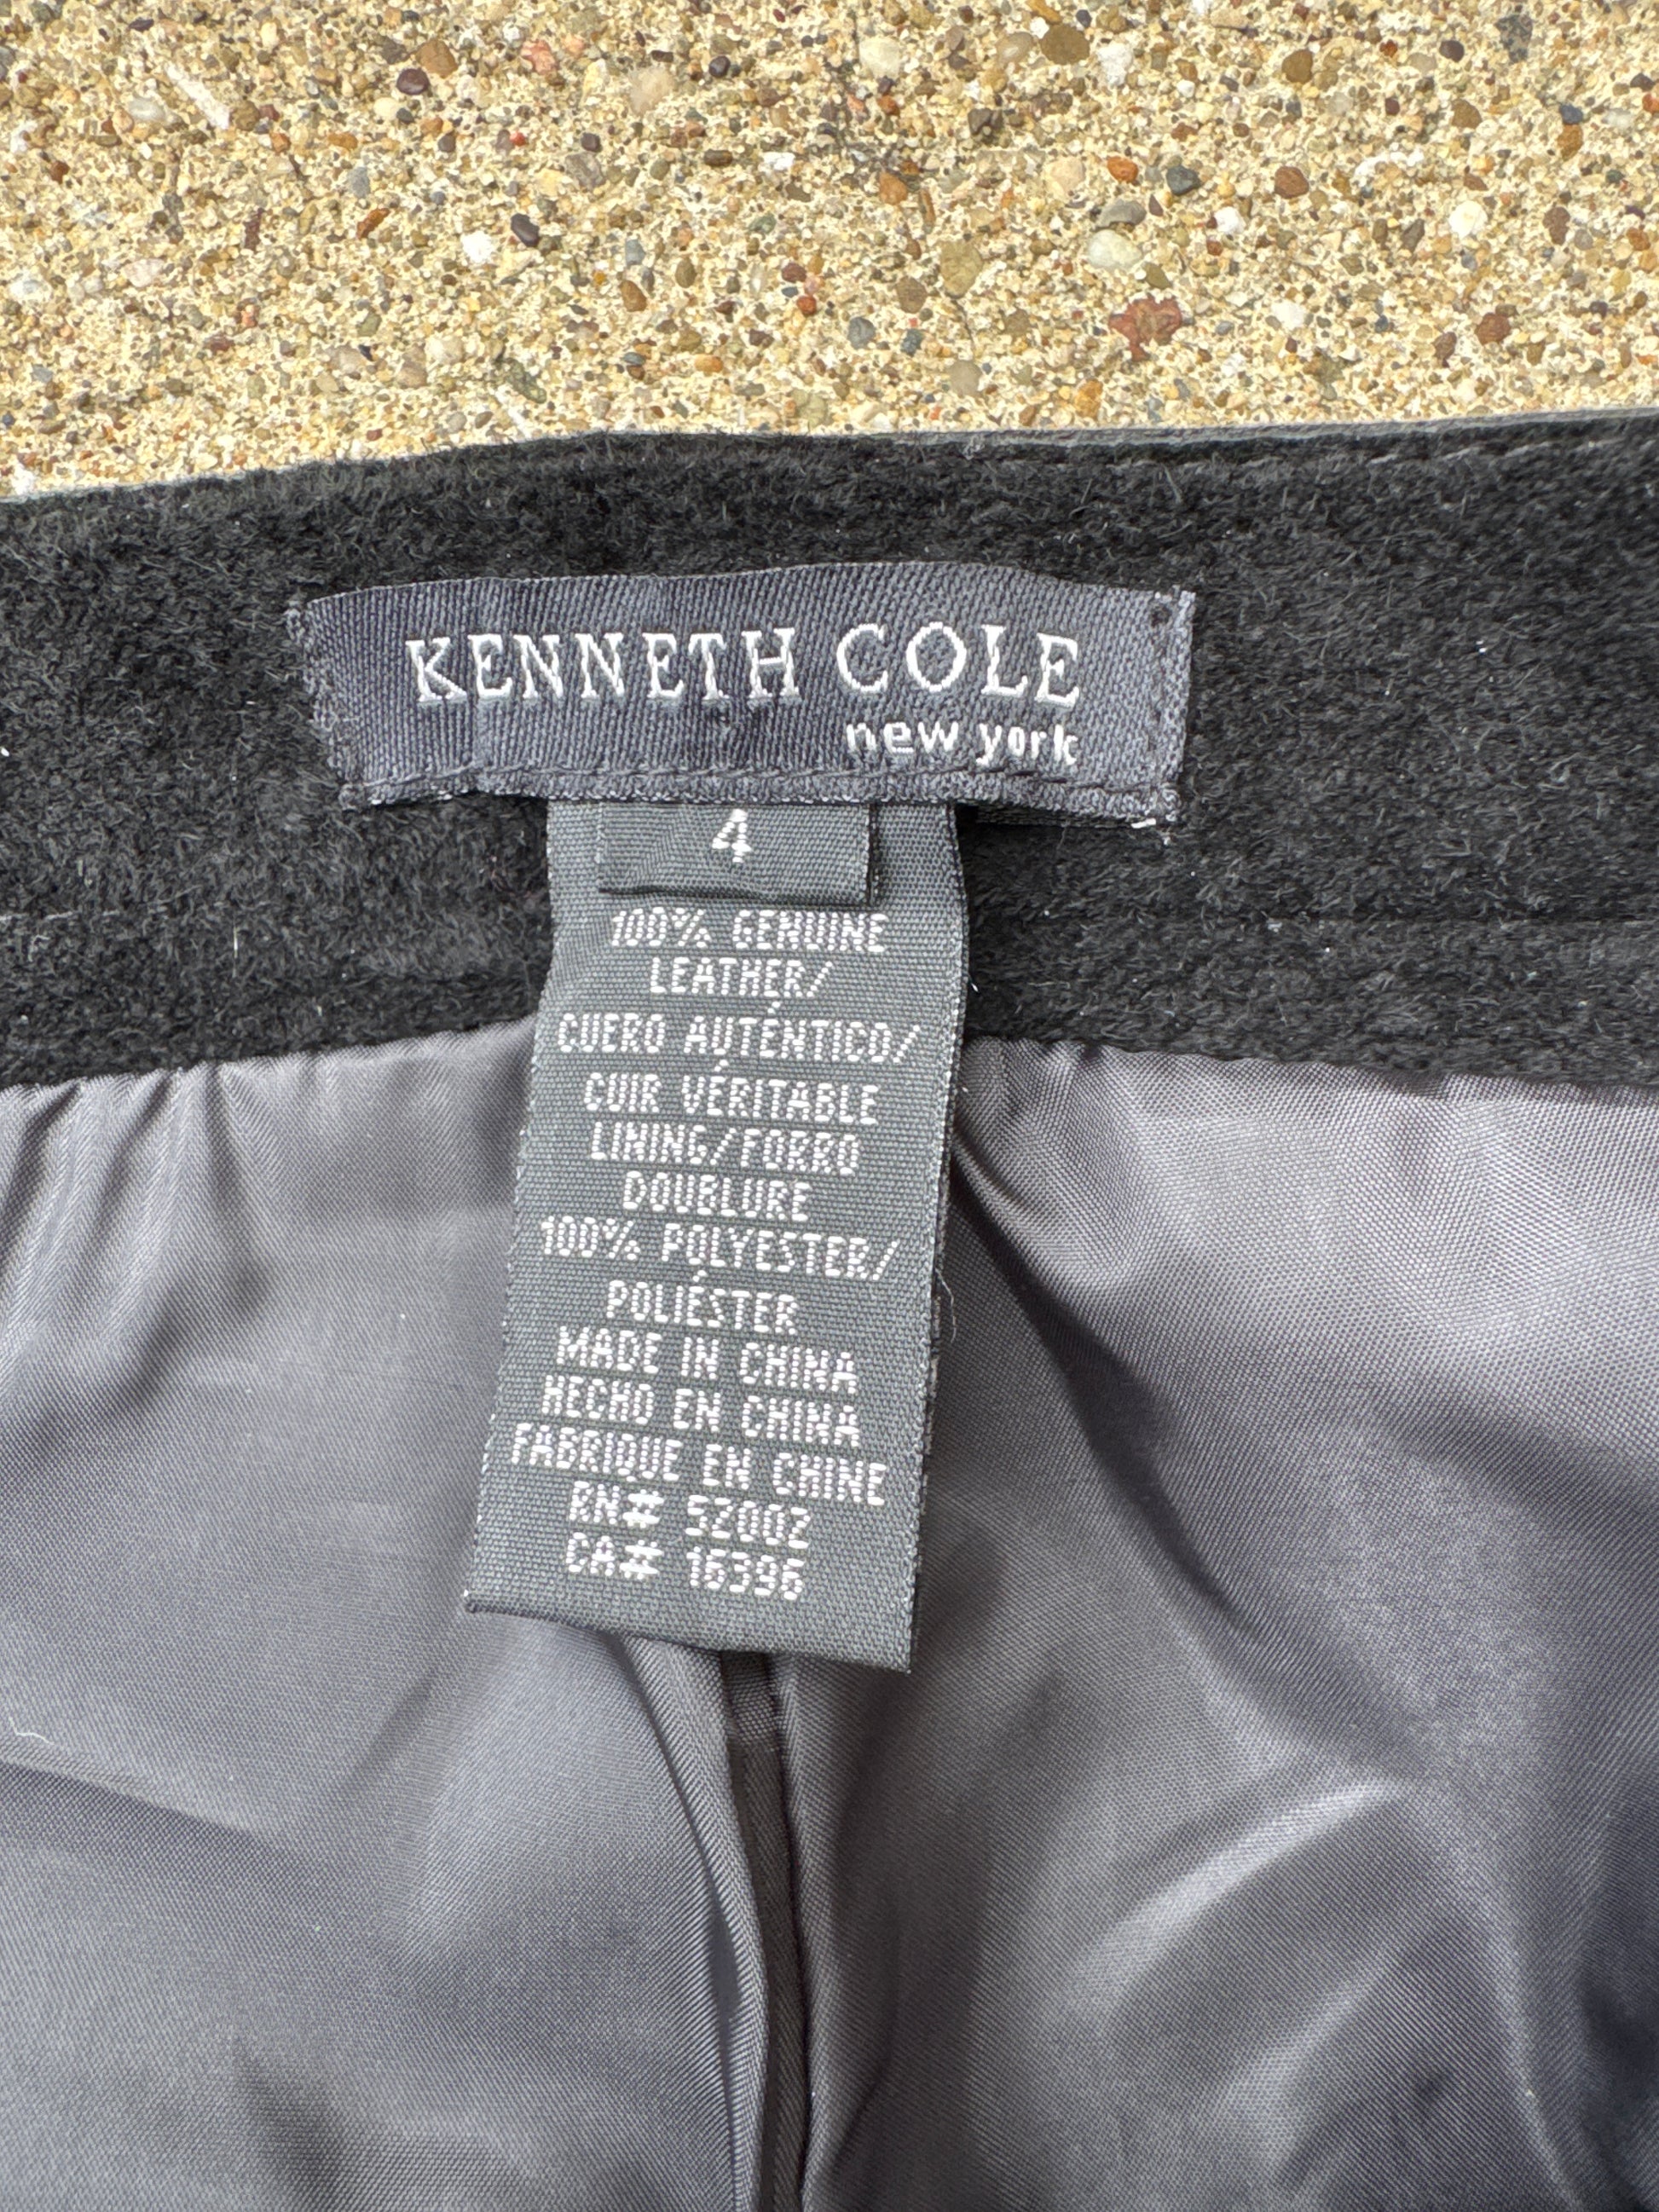 KENNETH COLE
new york
4
100% GENUINE
LEATHER/
CUERO AUTÉNTICO/
CUIR VÉRITABLE
LINING/FORRO
DOUBLURE
100% POLYESTER/
POLIÉSTER
MADE IN CHINA
HECHO EN CHINA
FABRIQUE EN CHINE
RN# 52002
CA# 16396